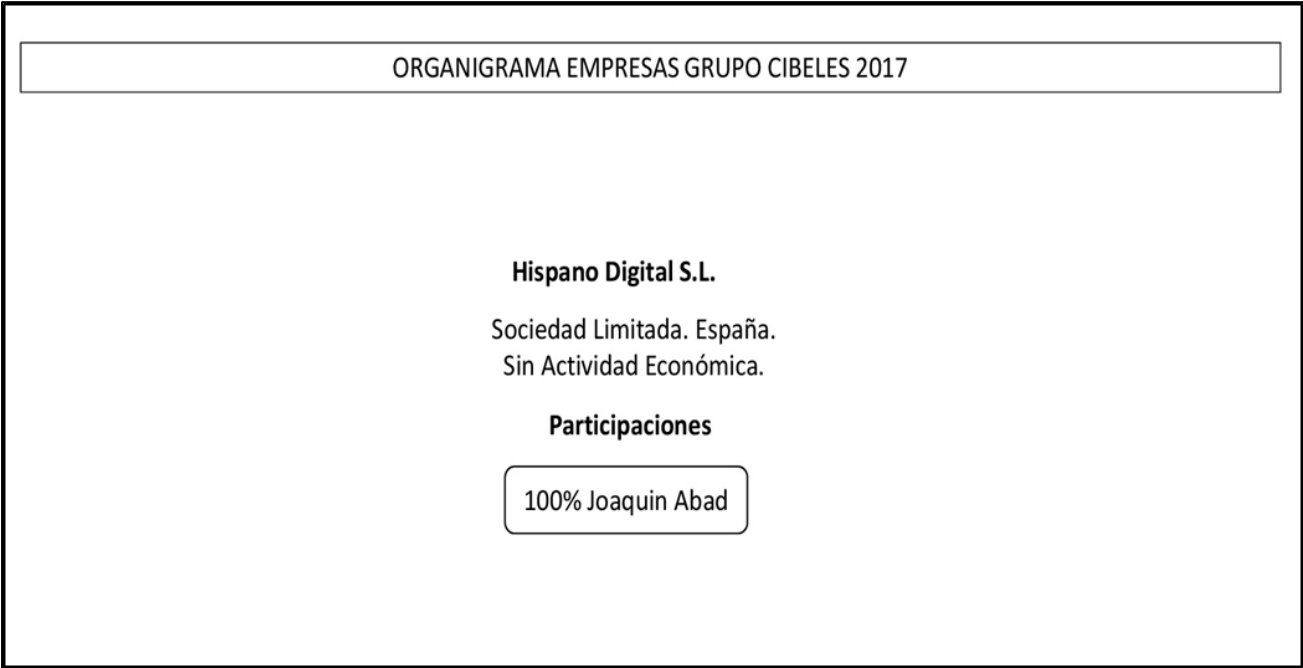 ORGANIGRAMA EMPRESAS GRUPO CIBELES 2017
Hispano Digital S.L.
Sociedad Limitada. España.
Sin Actividad Económica.
Participaciones
100% Joaquin Abad